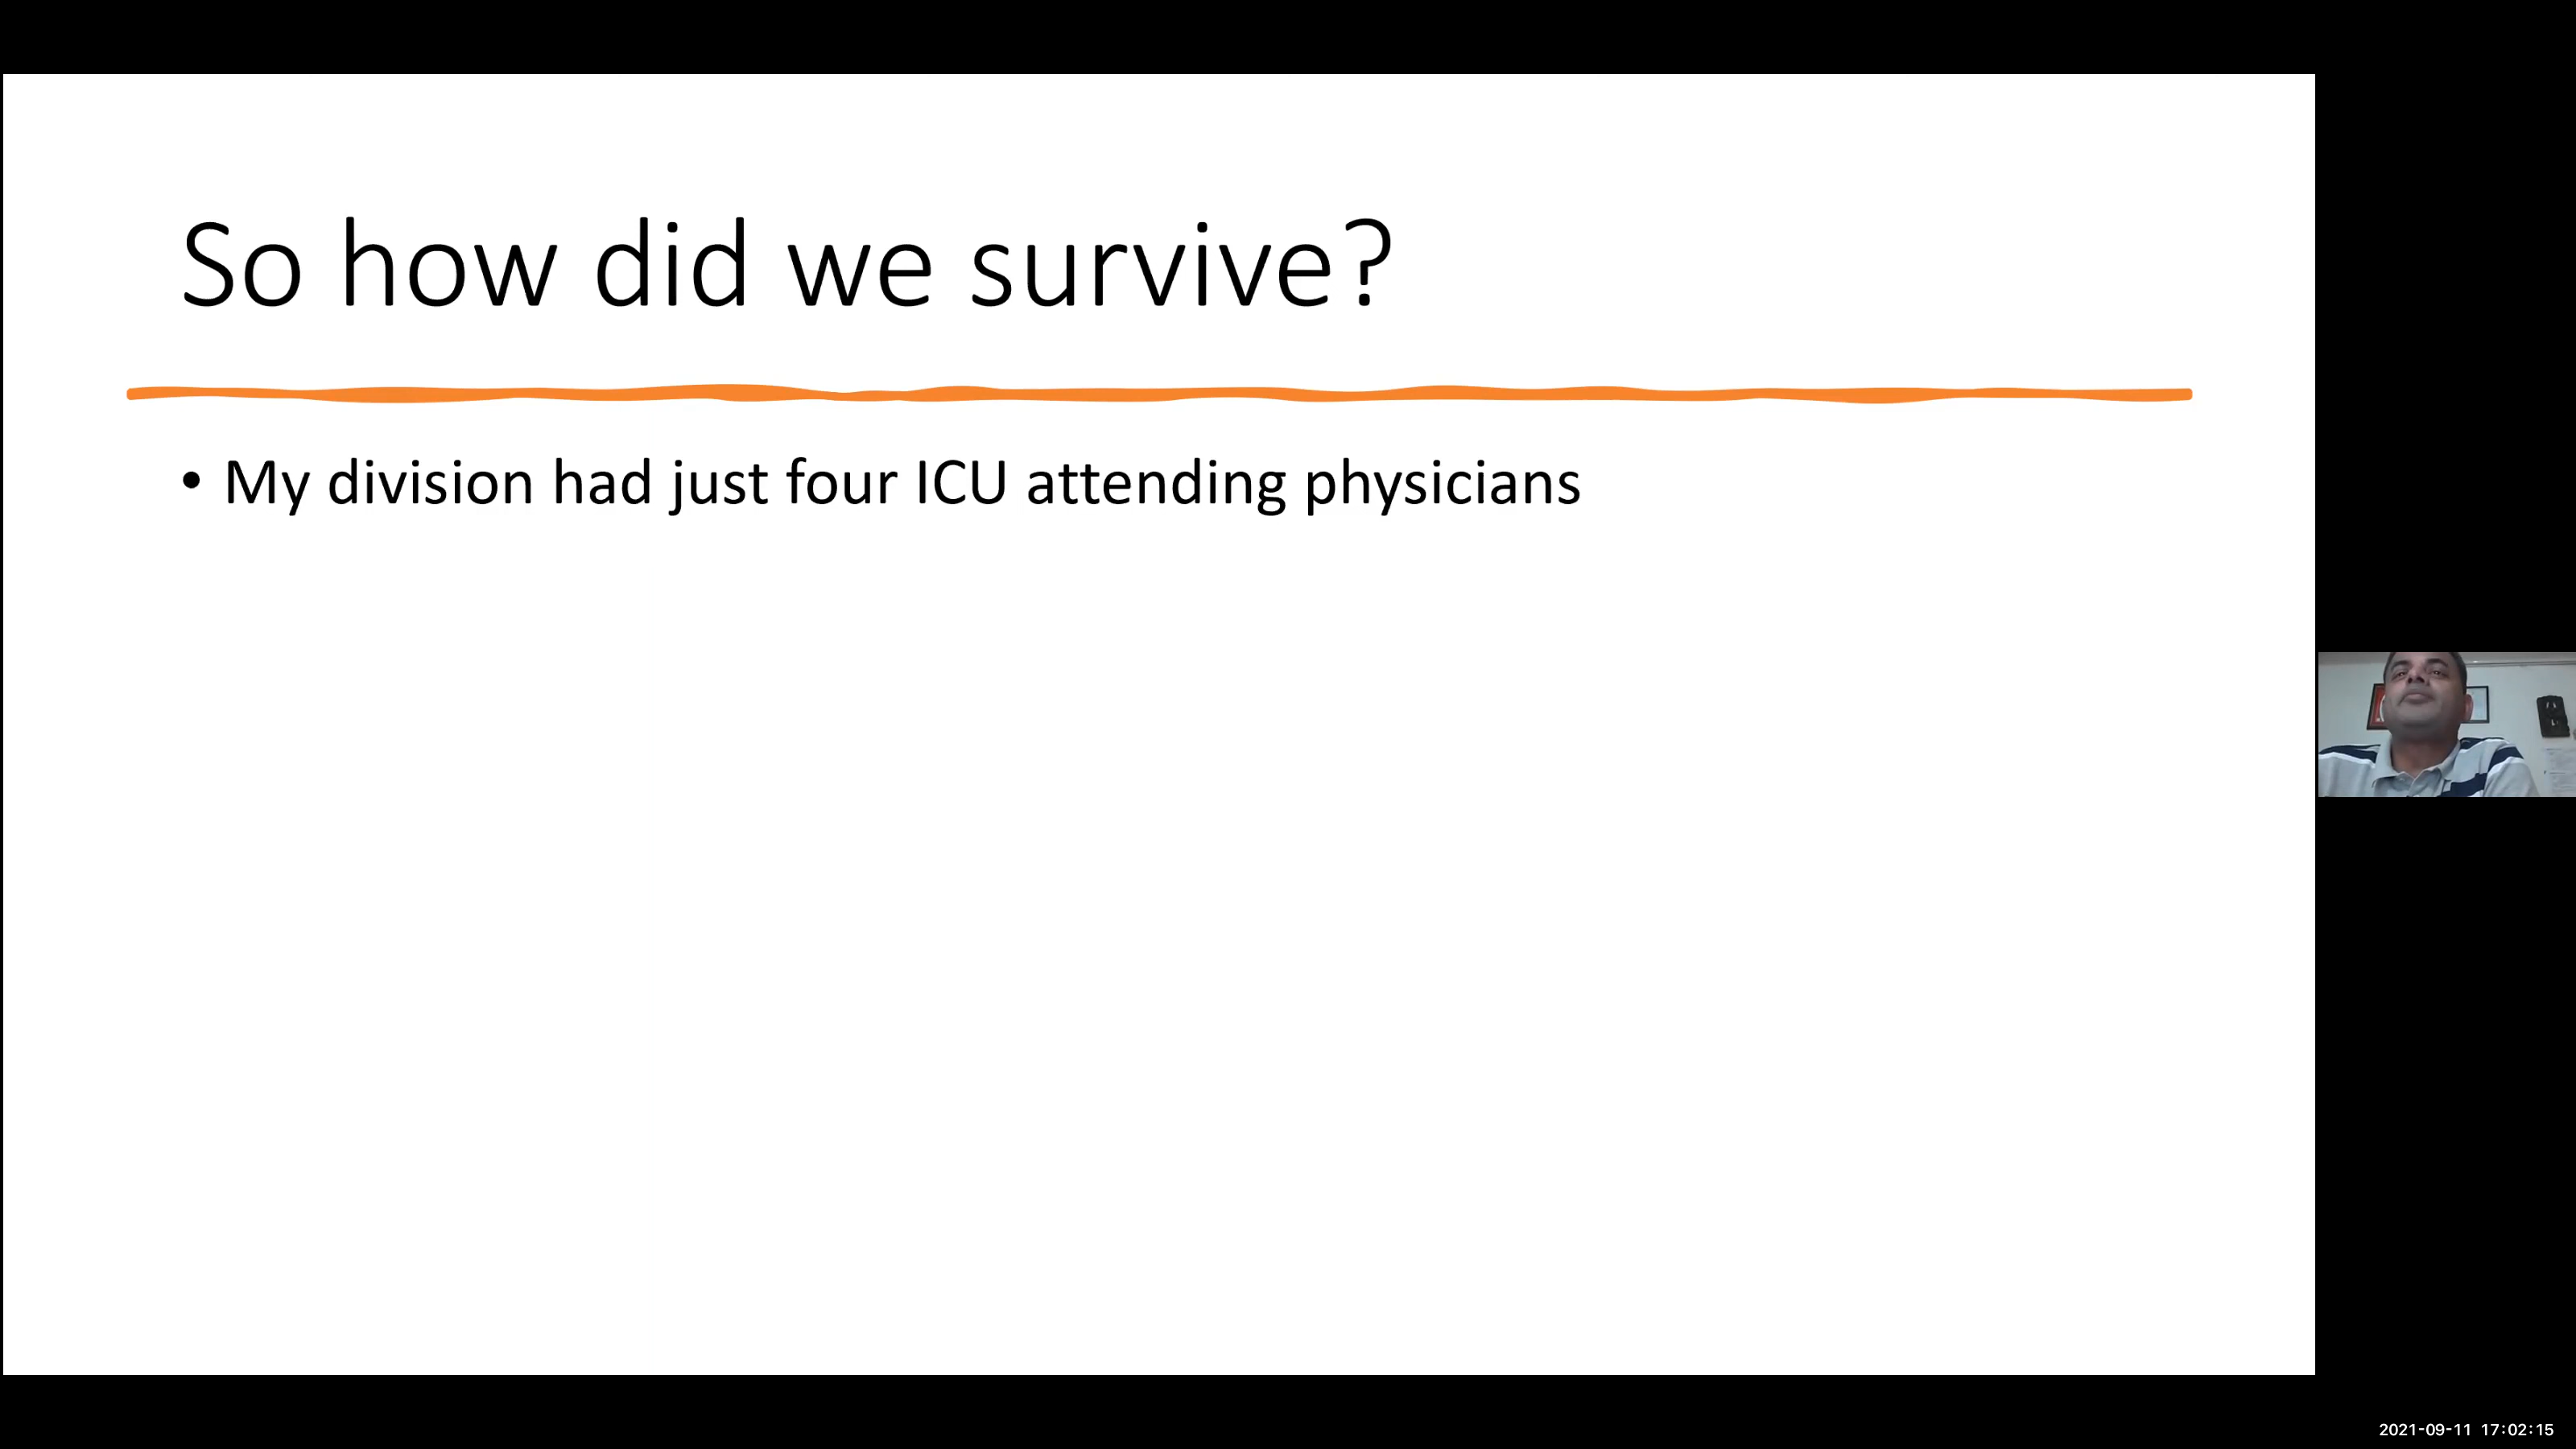 So how did we survive?
• My division had just four ICU attending physicians
2021-09-11 17:02:15